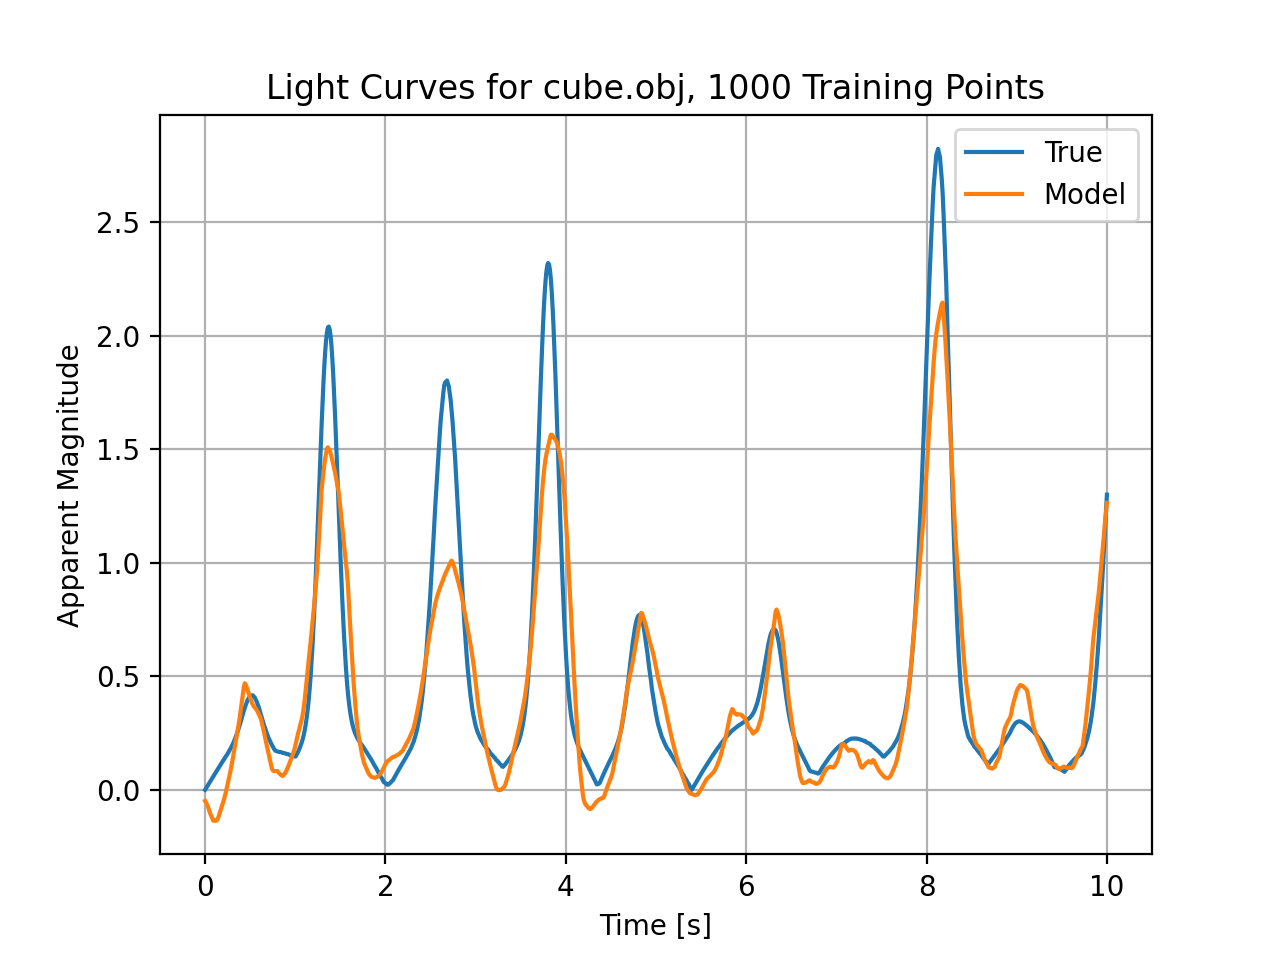 Light Curves for cube.obj, 1000 Training Points
True
Model
Apparent Magnitude
2.5
2.0
1.5
1.0
0.5
0.0
0 2 4 6 8 10
Time [s]